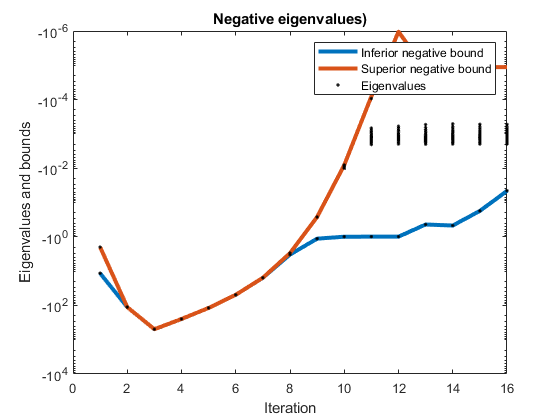 Negative eigenvalues)
-10^-6
-10^-4
-10^-2
-10^0
-10^2
-10^4
Eigenvalues and bounds
Inferior negative bound
Superior negative bound
Eigenvalues
0 2 4 6 8 10 12 14 16
Iteration